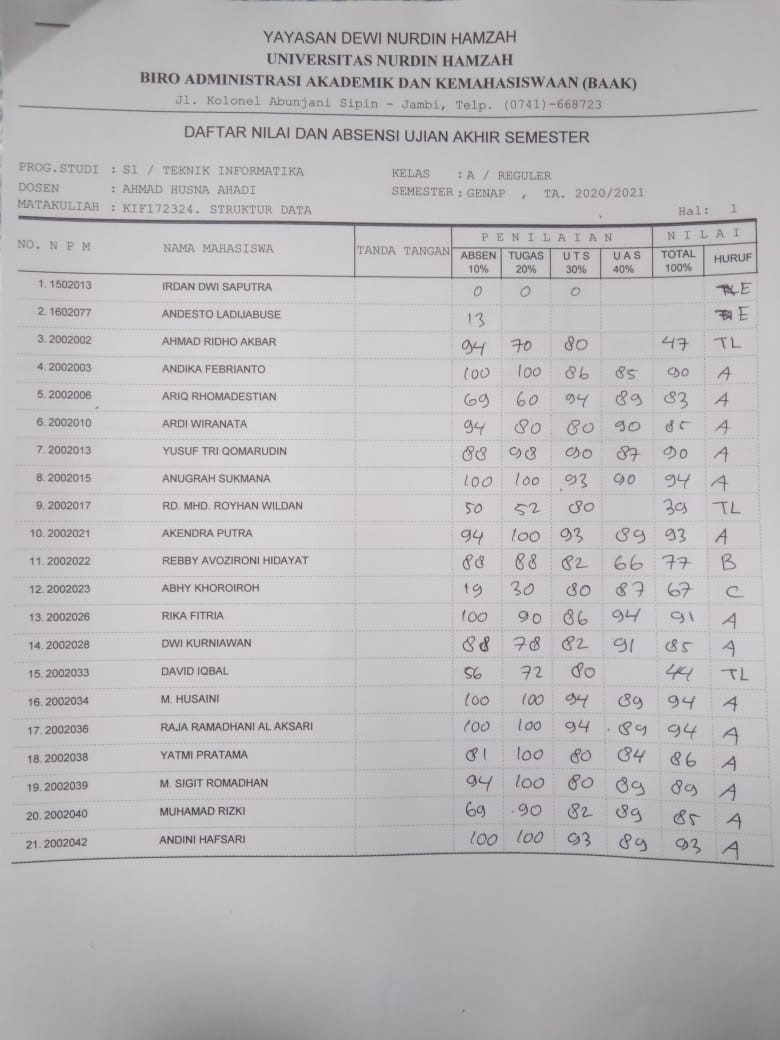 YAYASAN DEWI NURDIN HAMZAH
UNIVERSITAS NURDIN HAMZAH
BIRO ADMINISTRASI AKADEMIK DAN KEMAHASISWAAN (BAAK)
Jl. Kolonel Abunjani Sipin - Jambi, Telp. (0741)-668723
DAFTAR NILAI DAN ABSENSI UJIAN AKHIR SEMESTER
PROG.STUDI : S1 / TEKNIK INFORMATIKA KELAS : A / REGULER
DOSEN : AHMAD HUSNA AHADI SEMESTER : GENAP , TA. 2020/2021
MATAKULIAH : KIF172324. STRUKTUR DATA Hal: 1
NO. N P M NAMA MAHASISWA TANDA TANGAN P E N I L A I A N N I L A I
ABSEN 10% TUGAS 20% U T S 30% U A S 40% TOTAL 100% HURUF
1. 1502013 IRDAN DWI SAPUTRA 0 0 0 E
2. 1602077 ANDESTO LADIJABUSE 13 E
3. 2002002 AHMAD RIDHO AKBAR 94 70 80 47 TL
4. 2002003 ANDIKA FEBRIANTO 100 100 86 85 90 A
5. 2002006 ARIQ RHOMADESTIAN 69 60 94 89 83 A
6. 2002010 ARDI WIRANATA 94 80 80 90 85 A
7. 2002013 YUSUF TRI QOMARUDIN 88 98 90 87 90 A
8. 2002015 ANUGRAH SUKMANA 100 100 93 90 94 A
9. 2002017 RD. MHD. ROYHAN WILDAN 50 52 80 39 TL
10. 2002021 AKENDRA PUTRA 94 100 93 89 93 A
11. 2002022 REBBY AVOZIRONI HIDAYAT 88 88 82 66 77 B
12. 2002023 ABHY KHOROIROH 19 30 80 87 67 C
13. 2002026 RIKA FITRIA 100 90 86 94 91 A
14. 2002028 DWI KURNIAWAN 88 78 82 91 85 A
15. 2002033 DAVID IQBAL 56 72 80 44 TL
16. 2002034 M. HUSAINI 100 100 94 89 94 A
17. 2002036 RAJA RAMADHANI AL AKSARI 100 100 94 89 94 A
18. 2002038 YATMI PRATAMA 81 100 80 84 86 A
19. 2002039 M. SIGIT ROMADHAN 94 100 80 89 89 A
20. 2002040 MUHAMAD RIZKI 69 90 82 89 85 A
21. 2002042 ANDINI HAFSARI 100 100 93 89 93 A